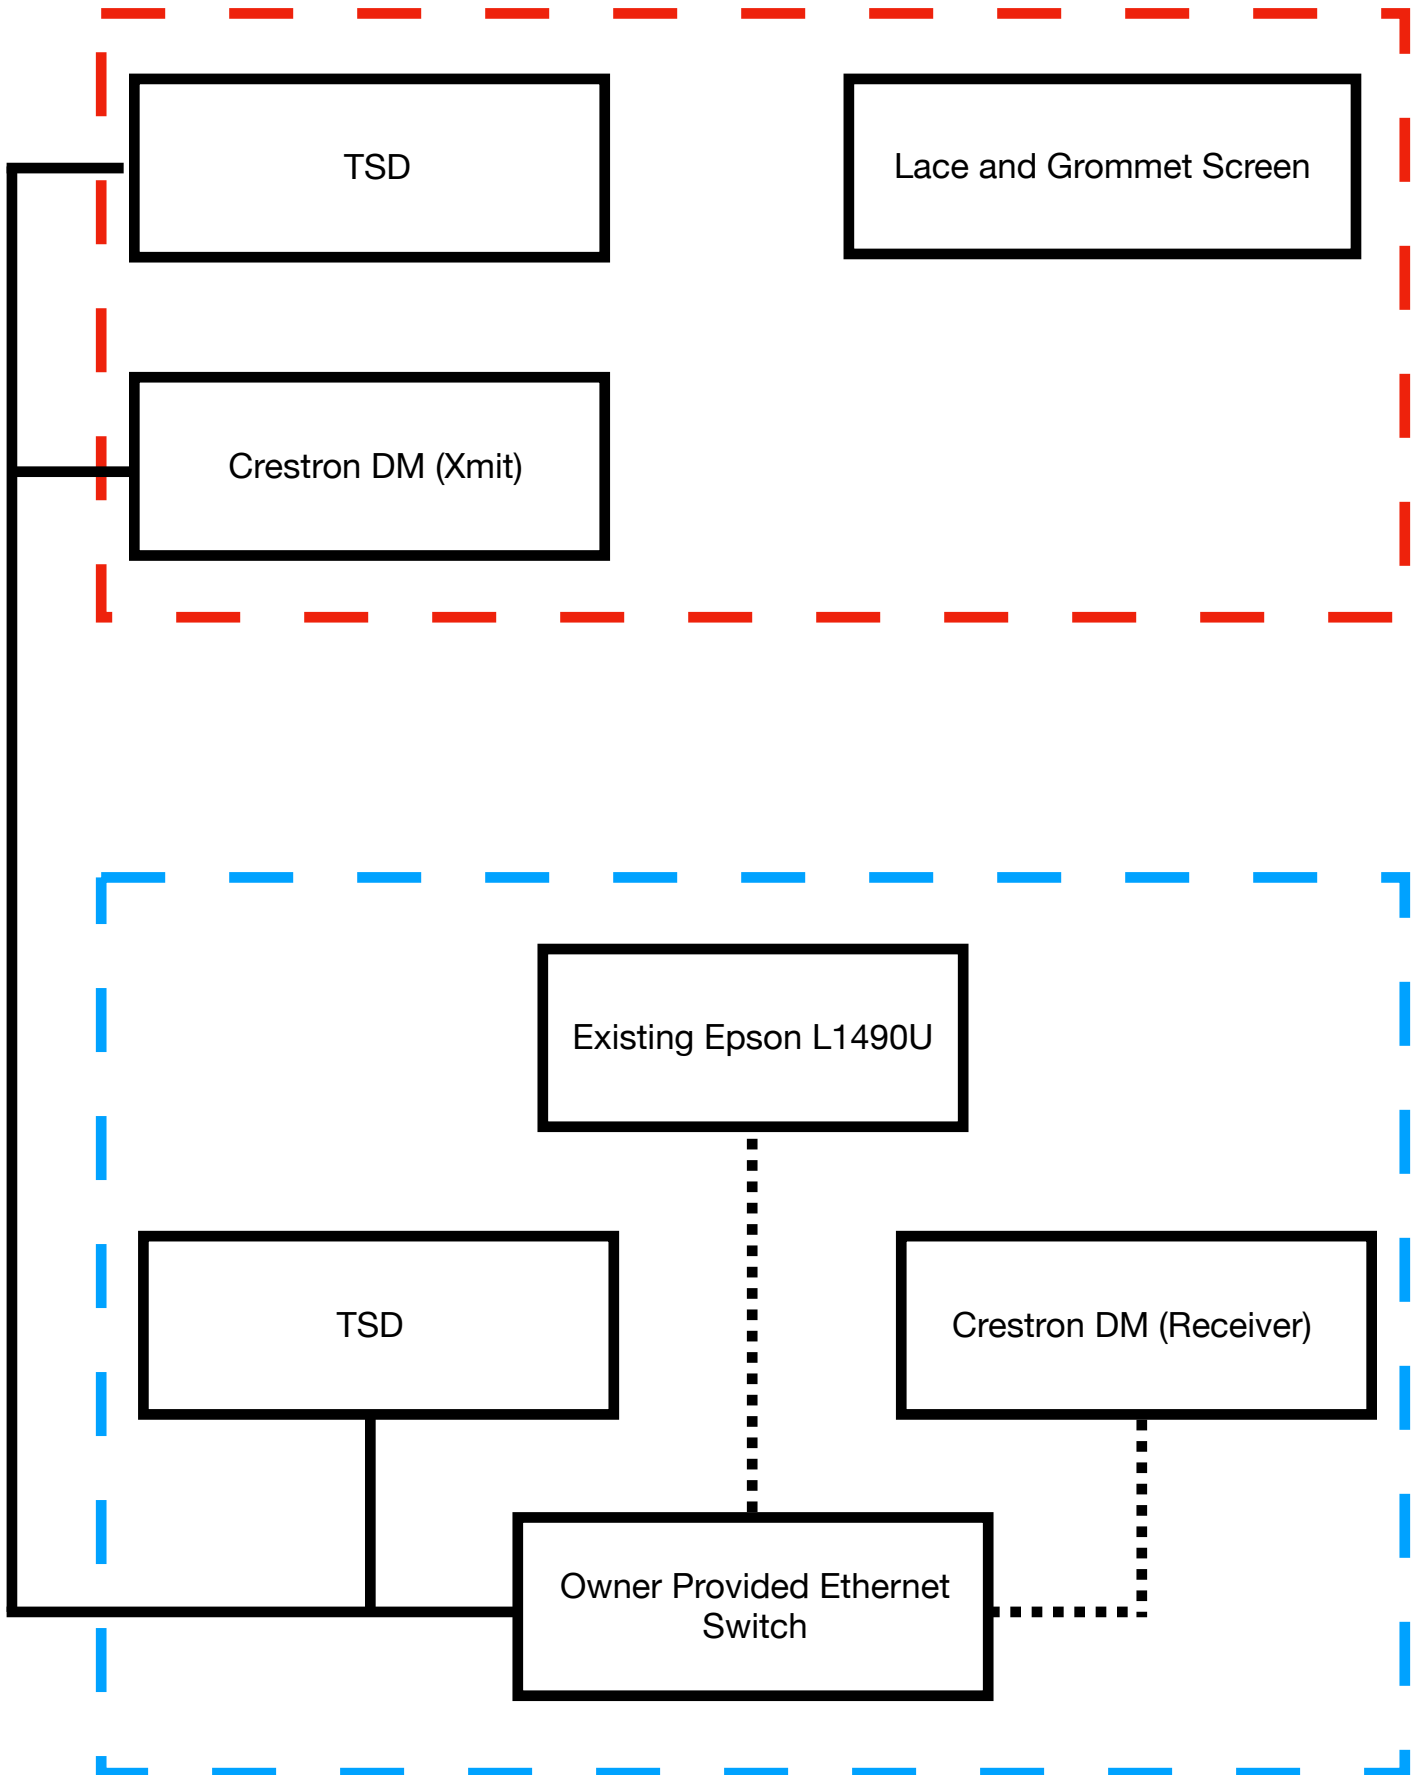 TSD
Lace and Grommet Screen
Crestron DM (Xmit)
Existing Epson L1490U
TSD
Crestron DM (Receiver)
Owner Provided Ethernet
Switch